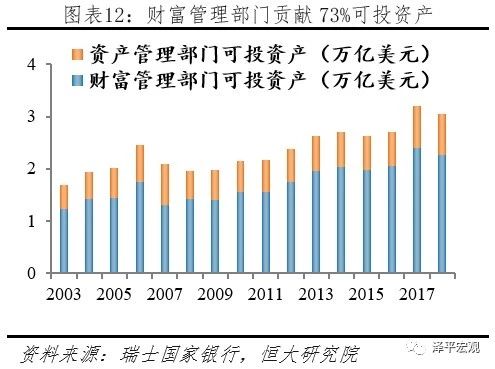 图表12：财富管理部门贡献 73%可投资产
资产管理部门可投资产（万亿美元）
财富管理部门可投资产（万亿美元）
4
3
2
1
0
2003 2005 2007 2009 2011 2013 2015 2017
资料来源：瑞士国家银行，恒大研究院
泽平宏观